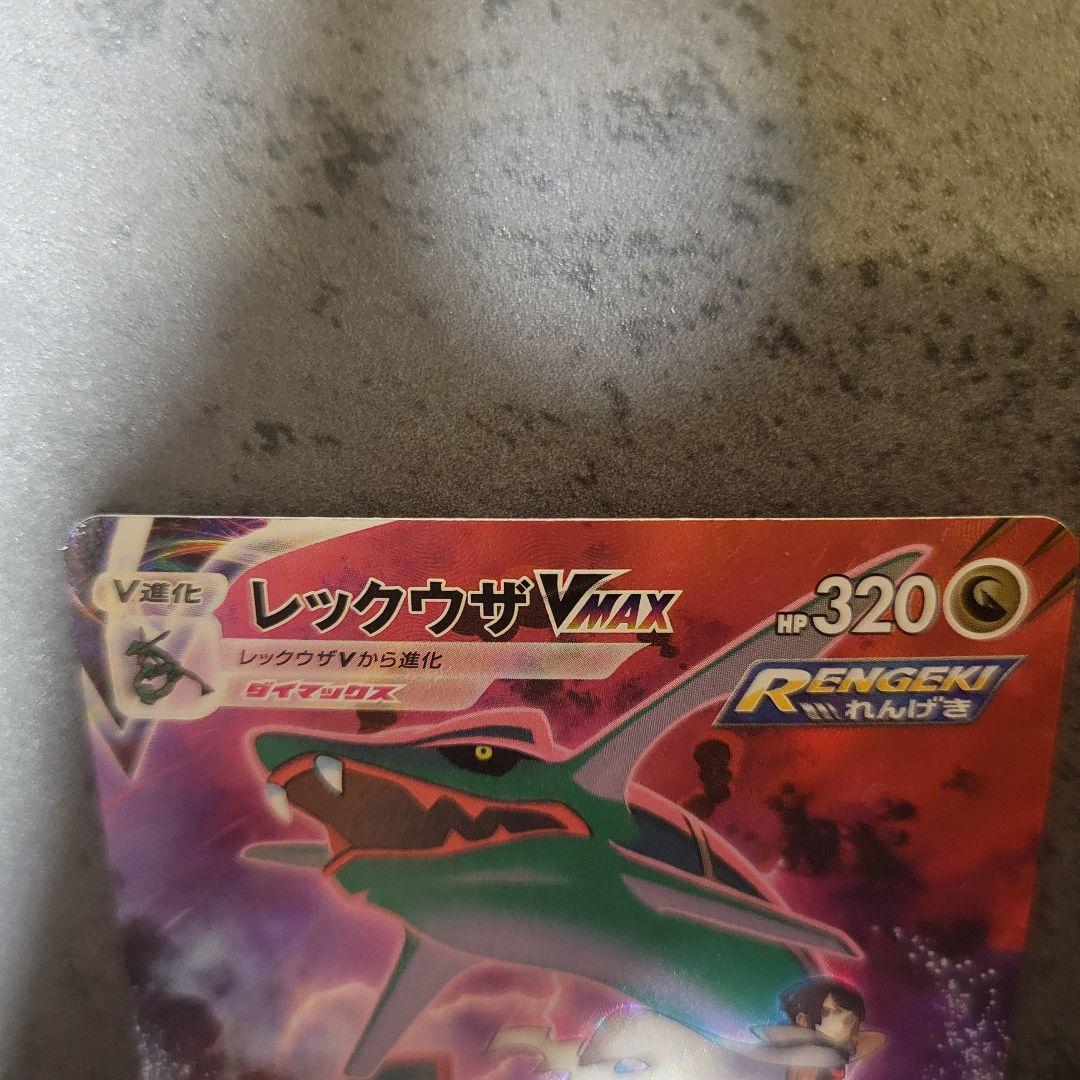 V進化 レックウザVMAX HP320
レックウザVから進化
ダイマックス
RENGEKI
れんげき